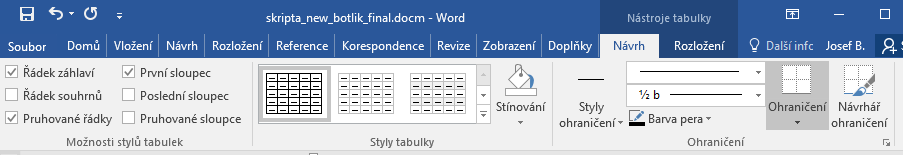 skripta_new_botlik_final.docm - Word
Nástroje tabulky
Soubor Domů Vložení Návrh Rozložení Reference Korespondence Revize Zobrazení Doplňky Návrh Rozložení Další infc Josef B.
Řádek záhlaví
První sloupec
Řádek souhrnů
Poslední sloupec
Pruhované řádky
Pruhované sloupce
Možnosti stylů tabulek
Stínování
Styly tabulky
Styly
ohraničení
½ b
Barva pera
Ohraničení
Návrhář
ohraničení
Ohraničení